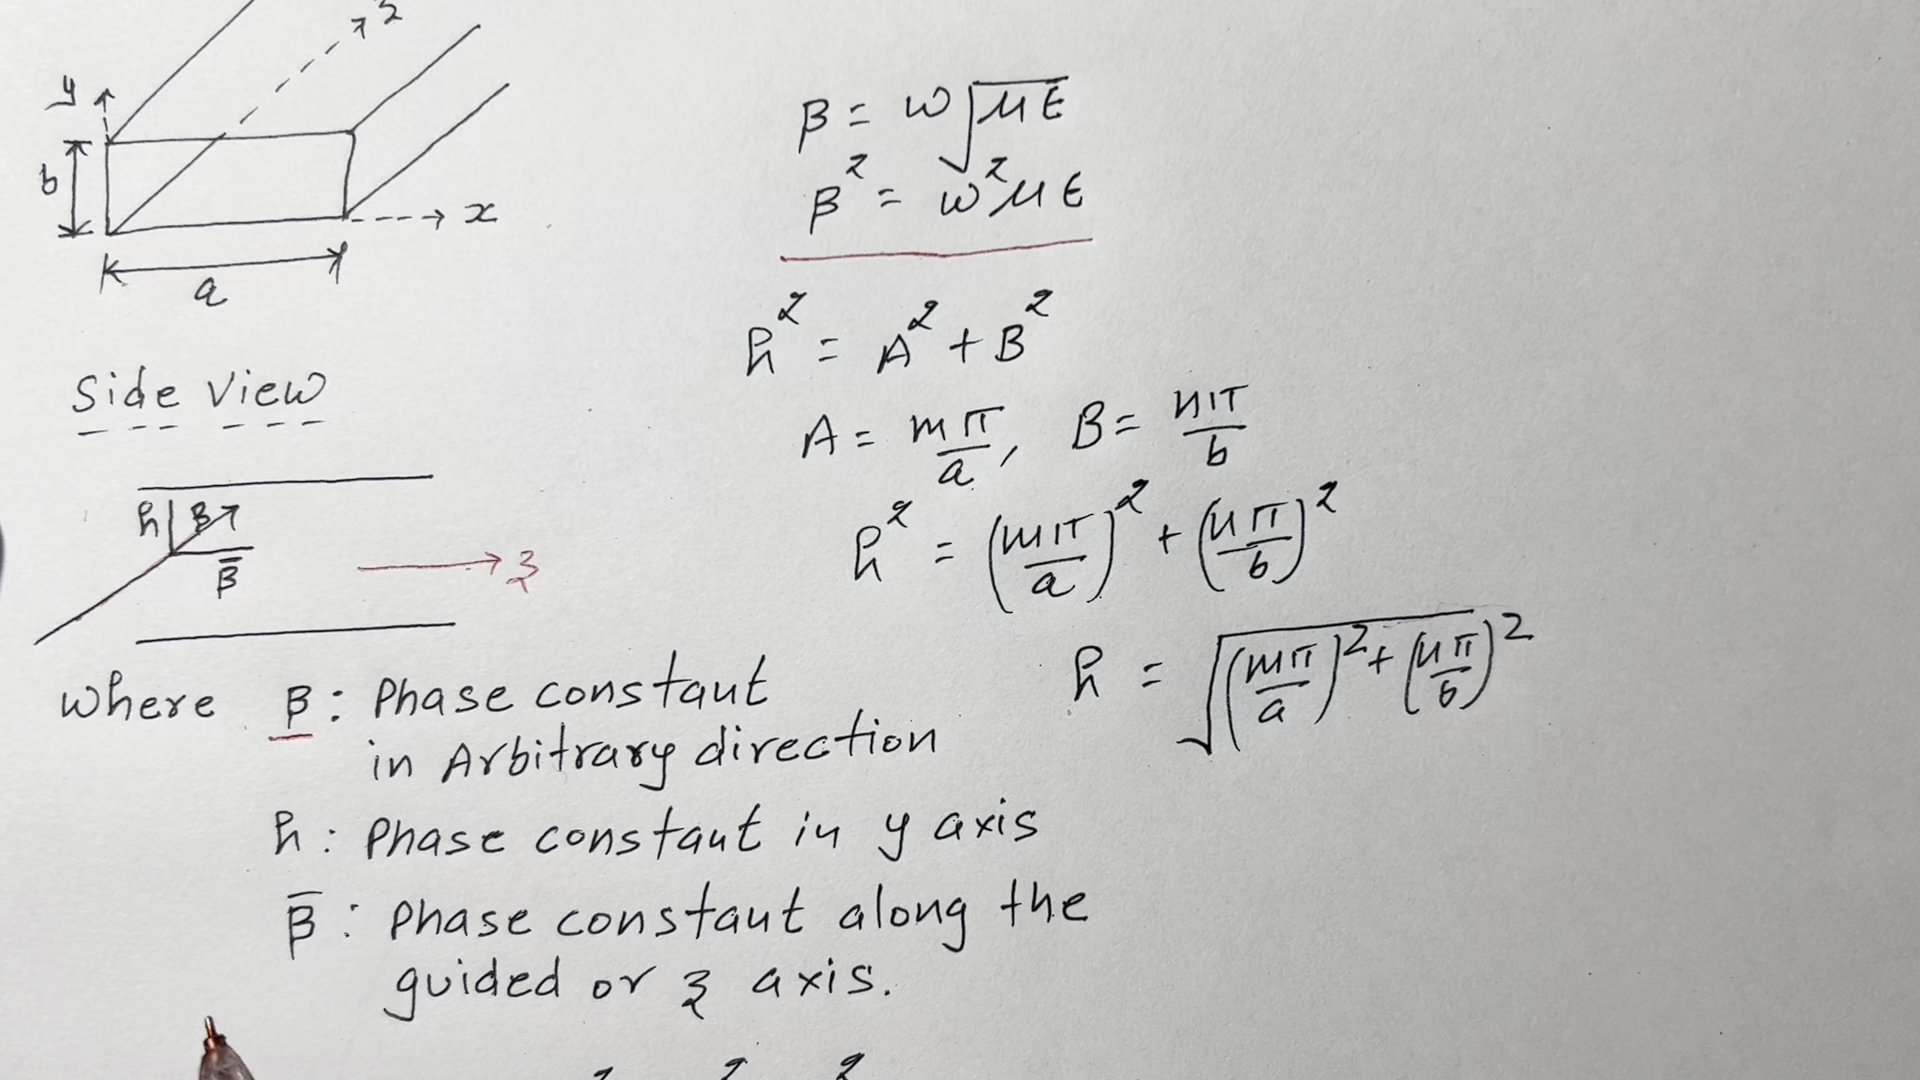 z
y
b
x
a
Side View
h β
β̄
z
where β : Phase constant
in Arbitrary direction
h : Phase constant in y axis
β̄ : Phase constant along the
guided or z axis.
β = ω√με
β² = ω²με
h² = A² + B²
A = mπ/a, B = nπ/b
h² = (mπ/a)² + (nπ/b)²
h = √(mπ/a)² + (nπ/b)²